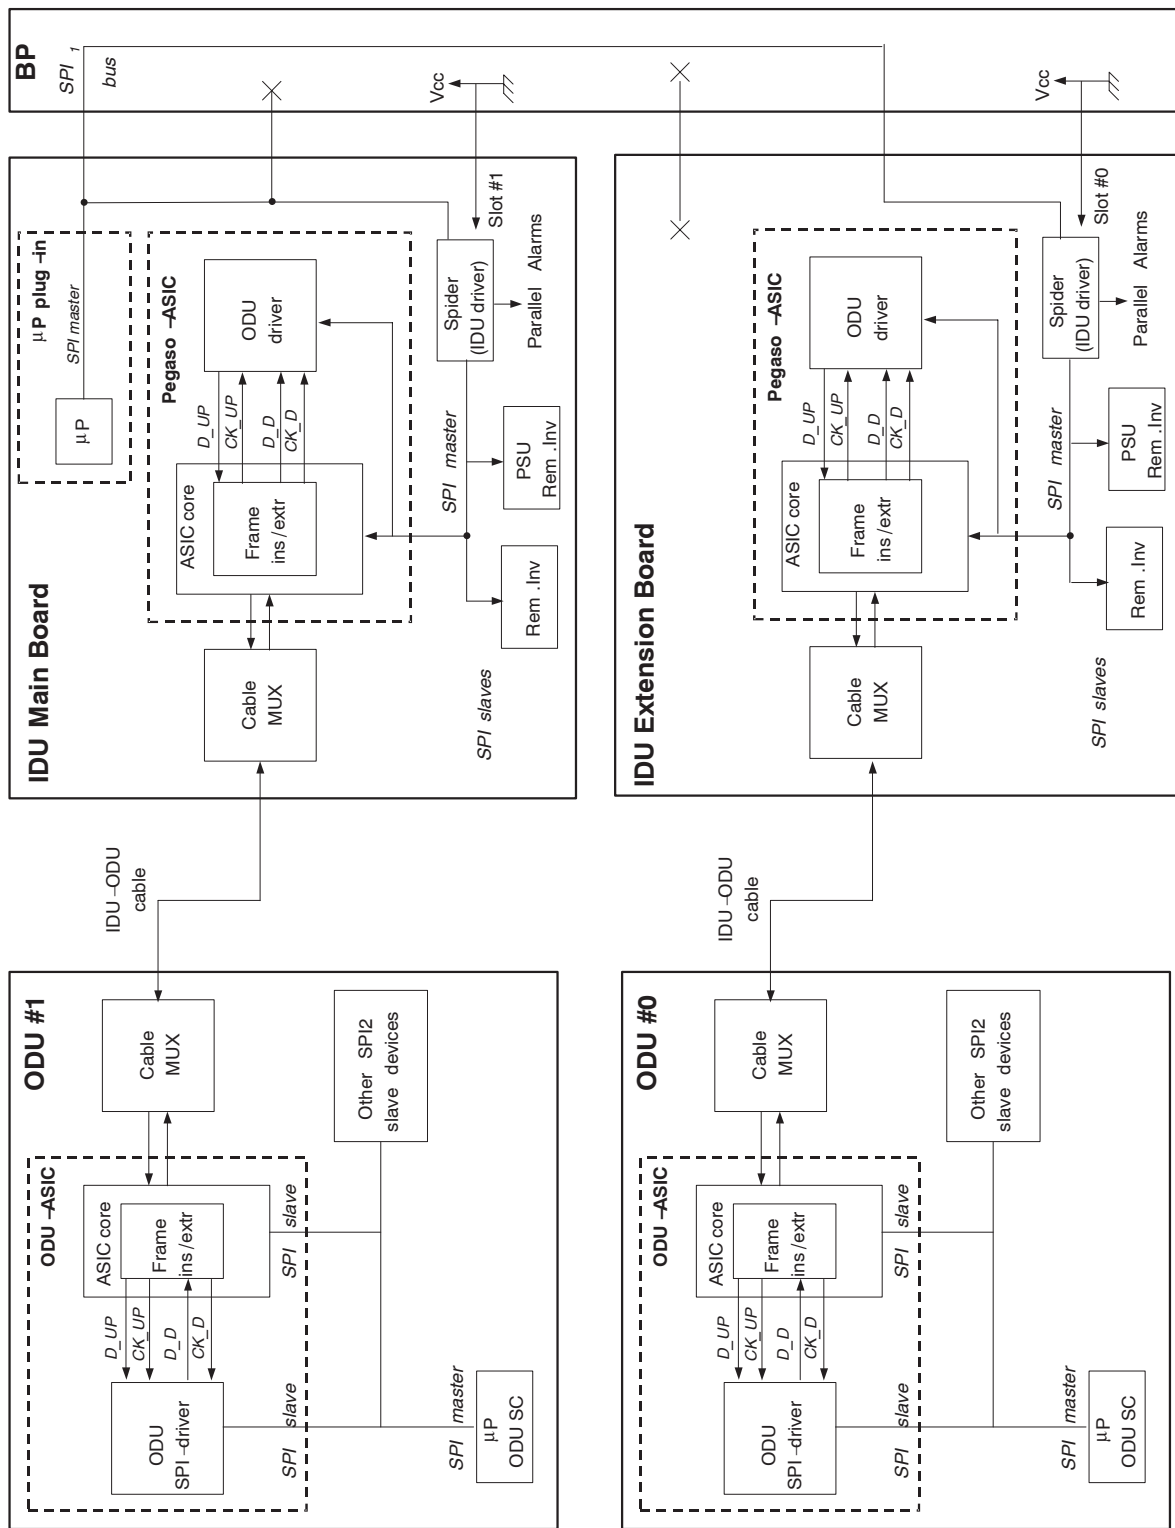 BP
SPI 1
bus
Vcc
Vcc
IDU Main Board
µP plug -in
SPI master
µP
Pegaso -ASIC
ODU
driver
D_UP
CK_UP
D_D
CK_D
ASIC core
Frame
ins/extr
Cable
MUX
Slot #1
Spider
(IDU driver)
Parallel Alarms
SPI master
PSU
Rem .Inv
Rem .Inv
SPI slaves
IDU Extension Board
Pegaso -ASIC
ODU
driver
D_UP
CK_UP
D_D
CK_D
ASIC core
Frame
ins/extr
Cable
MUX
Slot #0
Spider
(IDU driver)
Parallel Alarms
SPI master
PSU
Rem .Inv
Rem .Inv
SPI slaves
IDU -ODU
cable
IDU -ODU
cable
ODU #1
Cable
MUX
Other SPI2
slave devices
ODU -ASIC
ASIC core
Frame
ins/extr
D_UP
CK_UP
D_D
CK_D
ODU
SPI -driver
SPI slave
SPI slave
SPI master
µP
ODU SC
ODU #0
Cable
MUX
Other SPI2
slave devices
ODU -ASIC
ASIC core
Frame
ins/extr
D_UP
CK_UP
D_D
CK_D
ODU
SPI -driver
SPI slave
SPI slave
SPI master
µP
ODU SC